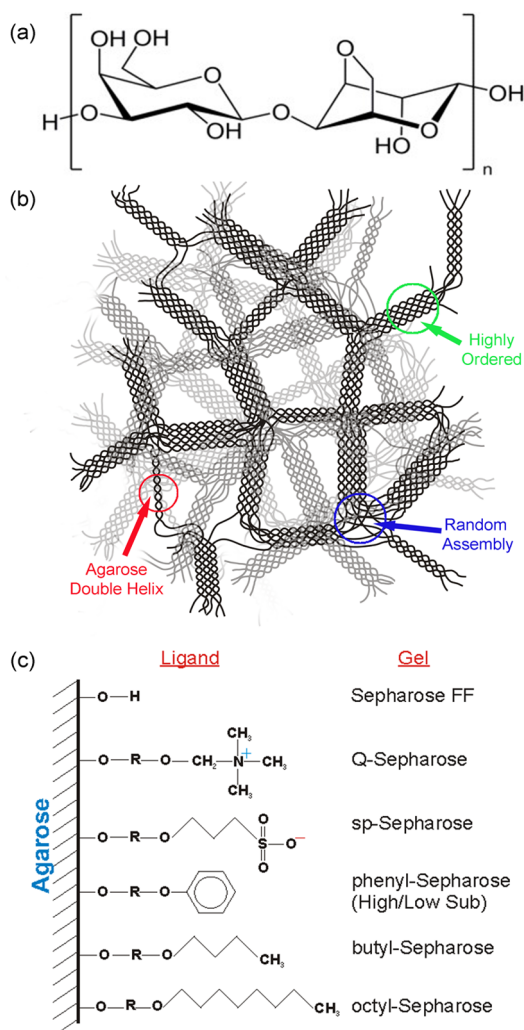 (a)
OH
OH
O
O
H
O
OH
O
O
HO
O
OH
n
(b)
Highly
Ordered
Random
Assembly
Agarose
Double Helix
(c)
Ligand Gel
Agarose
O—H Sepharose FF
CH3
O—R—O—CH2—N+—CH3 Q-Sepharose
CH3
O
O—R—O S—O− sp-Sepharose
O
O—R—O phenyl-Sepharose
(High/Low Sub)
O—R—O CH3 butyl-Sepharose
O—R—O CH3 octyl-Sepharose